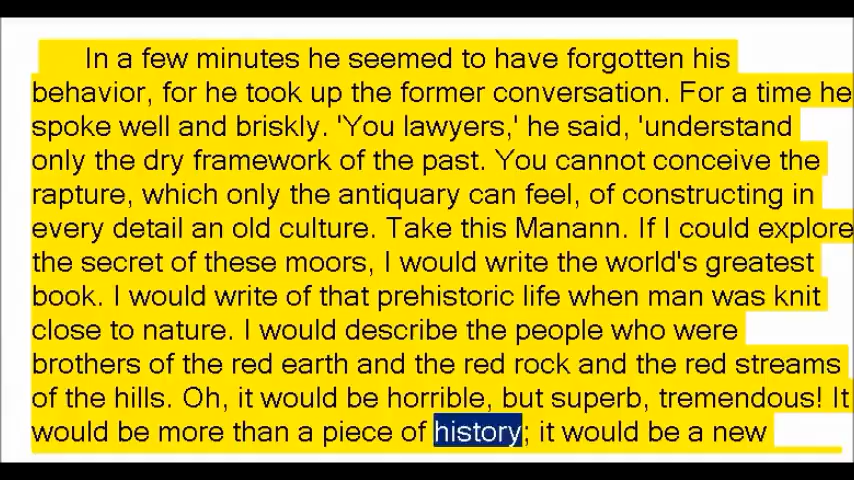 In a few minutes he seemed to have forgotten his
behavior, for he took up the former conversation. For a time he
spoke well and briskly. 'You lawyers,' he said, 'understand
only the dry framework of the past. You cannot conceive the
rapture, which only the antiquary can feel, of constructing in
every detail an old culture. Take this Manann. If I could explore
the secret of these moors, I would write the world's greatest
book. I would write of that prehistoric life when man was knit
close to nature. I would describe the people who were
brothers of the red earth and the red rock and the red streams
of the hills. Oh, it would be horrible, but superb, tremendous! It
would be more than a piece of history; it would be a new